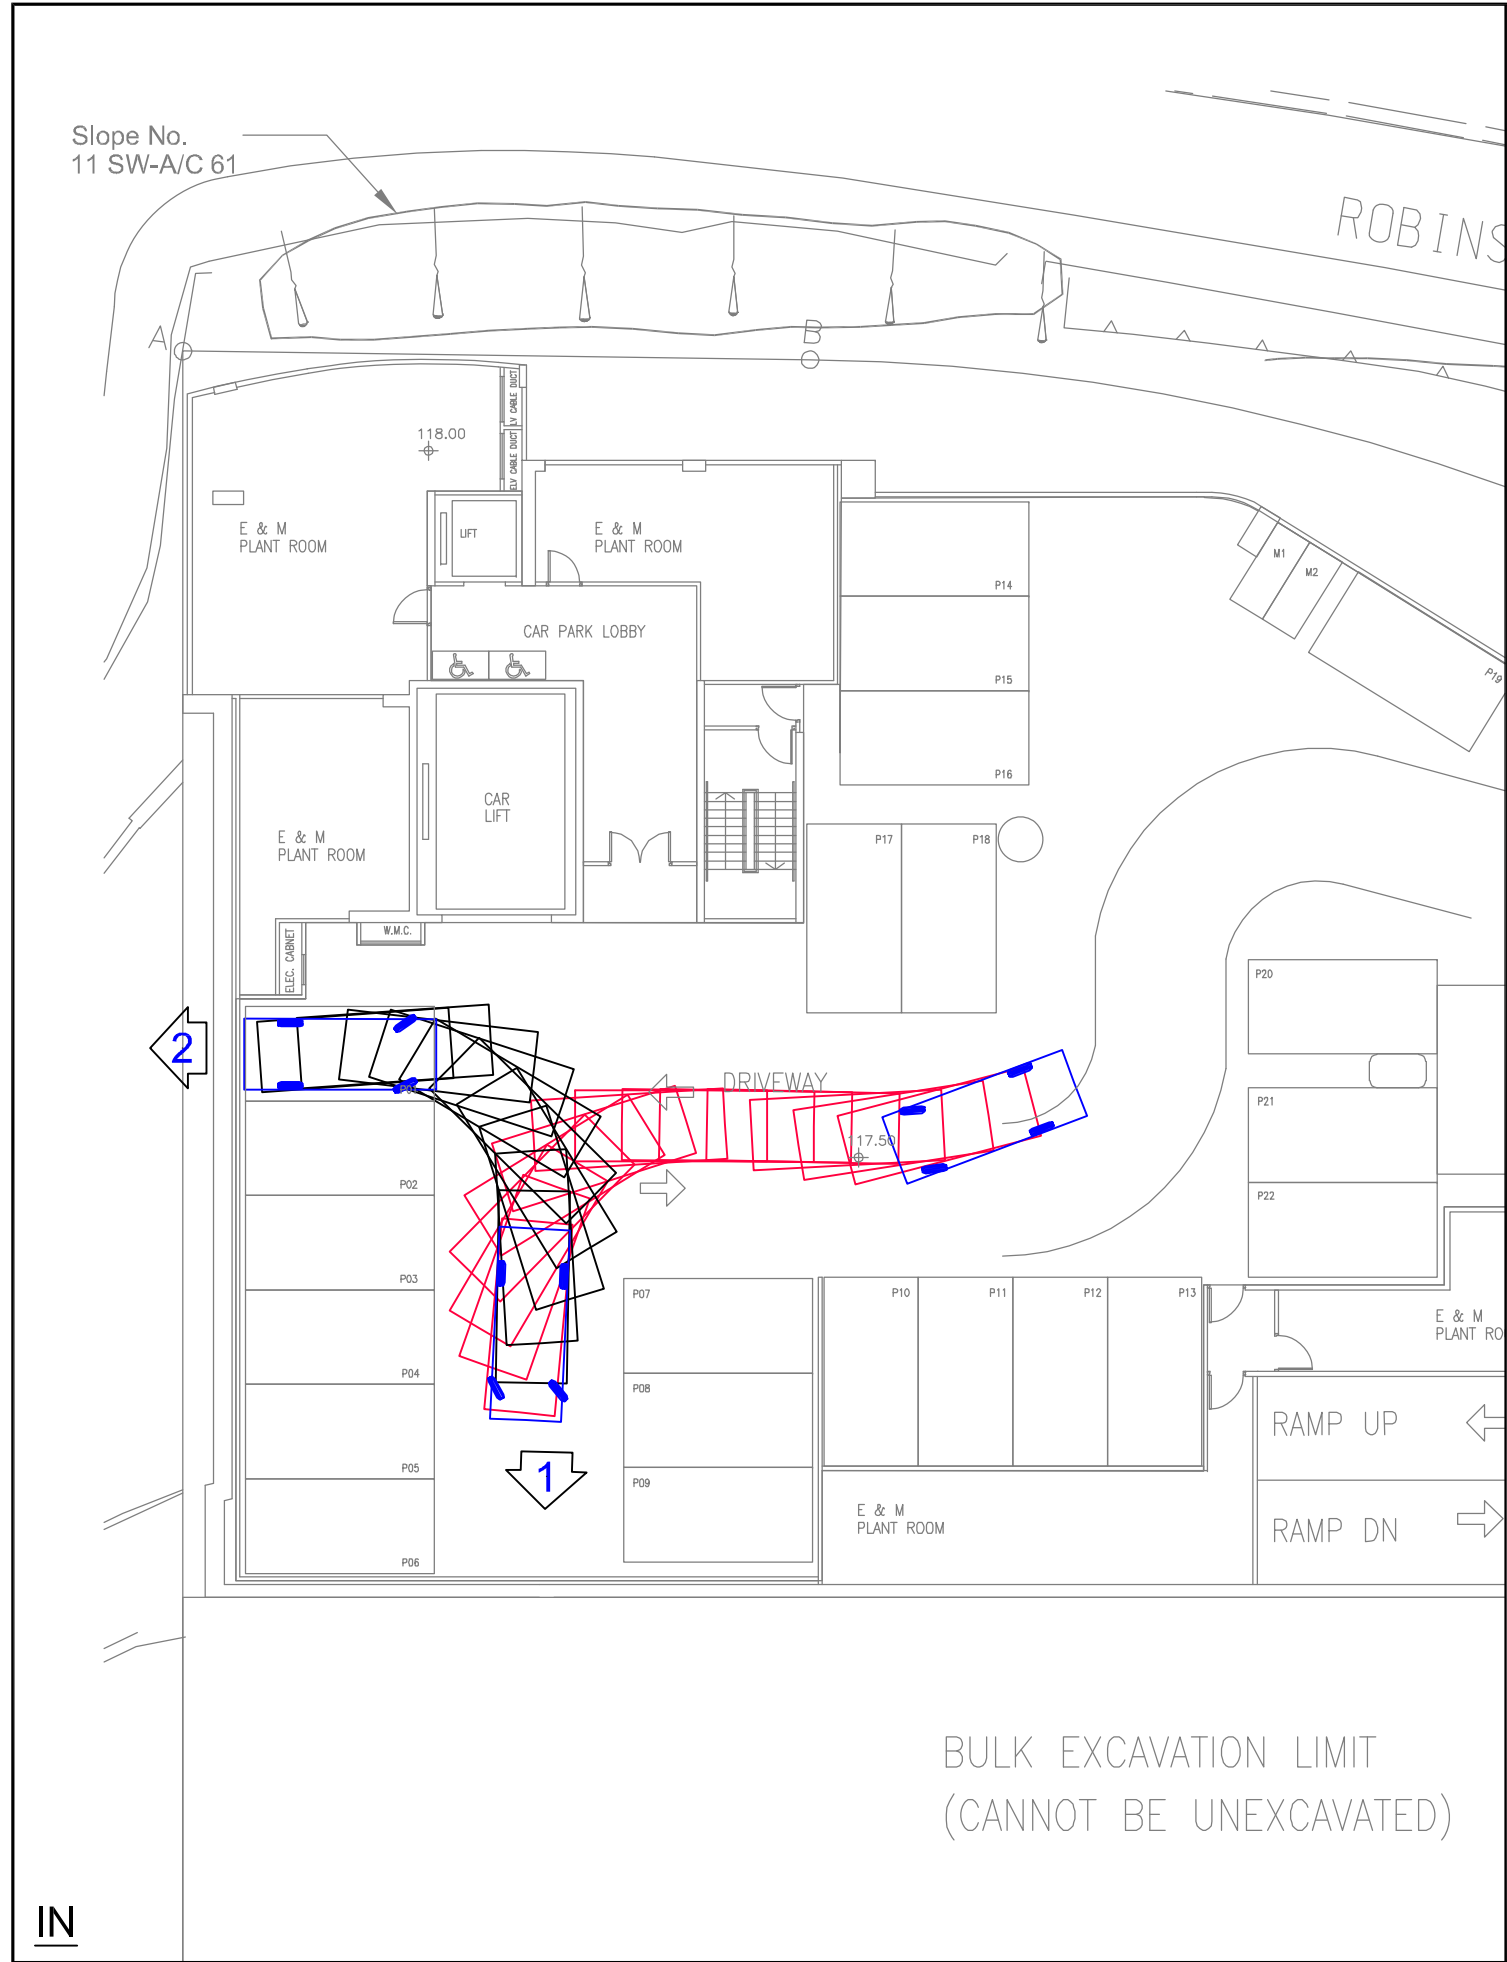 Slope No.
11 SW-A/C 61
ROBINS
A
B
LV CABLE DUCT
ELV CABLE DUCT
118.00
E & M
PLANT ROOM
LIFT
E & M
PLANT ROOM
M1
M2
P14
CAR PARK LOBBY
P15
P19
P16
CAR
LIFT
E & M
PLANT ROOM
P17
P18
W.M.C.
ELEC. CABNET
P20
2
P01
DRIVEWAY
P21
17.50
P02
P22
P03
P07
P10
P11
P12
P13
E & M
PLANT RO
P04
P08
RAMP UP
P05
1
P09
E & M
PLANT ROOM
RAMP DN
P06
BULK EXCAVATION LIMIT
(CANNOT BE UNEXCAVATED)
IN